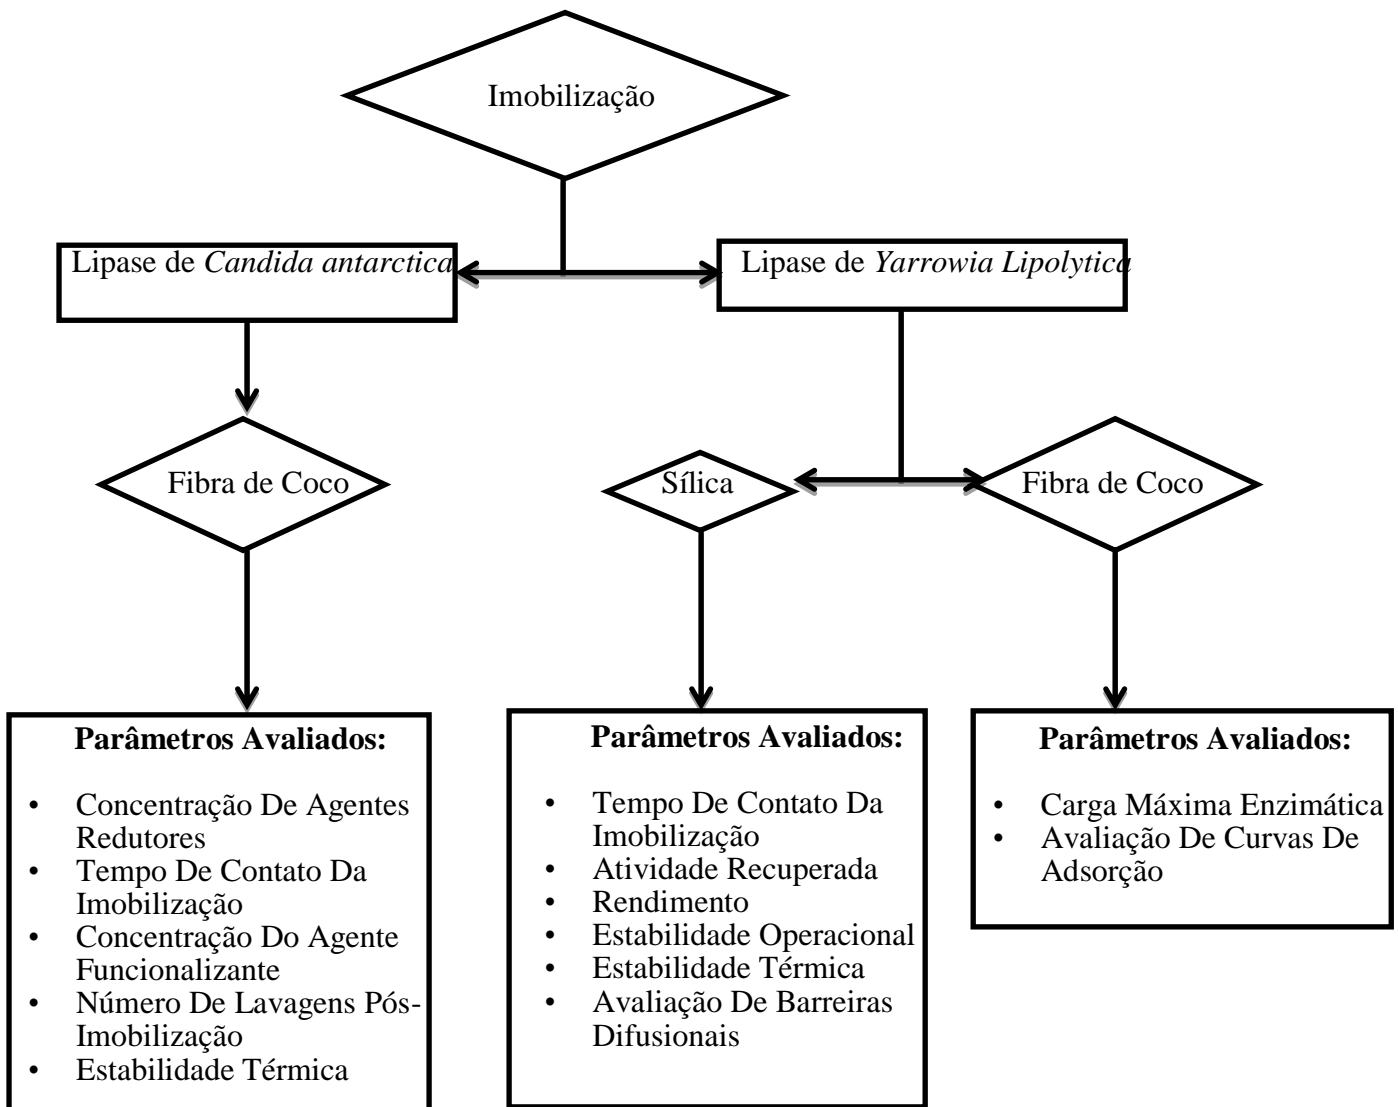 Imobilização
Lipase de Candida antarctica
Lipase de Yarrowia Lipolytica
Fibra de Coco
Sílica
Fibra de Coco
Parâmetros Avaliados:
• Concentração De Agentes
Redutores
• Tempo De Contato Da
Imobilização
• Concentração Do Agente
Funcionalizante
• Número De Lavagens Pós-
Imobilização
• Estabilidade Térmica
Parâmetros Avaliados:
• Tempo De Contato Da
Imobilização
• Atividade Recuperada
• Rendimento
• Estabilidade Operacional
• Estabilidade Térmica
• Avaliação De Barreiras
Difusionais
Parâmetros Avaliados:
• Carga Máxima Enzimática
• Avaliação De Curvas De
Adsorção